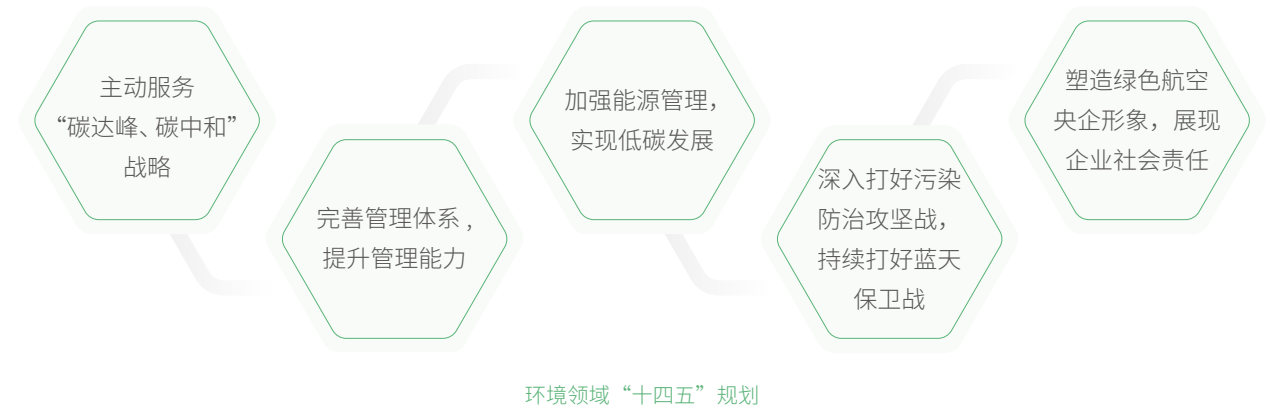 主动服务
“碳达峰、碳中和”
战略
完善管理体系,
提升管理能力
加强能源管理,
实现低碳发展
深入打好污染
防治攻坚战,
持续打好蓝天
保卫战
塑造绿色航空
央企形象，展现
企业社会责任
环境领域“十四五”规划